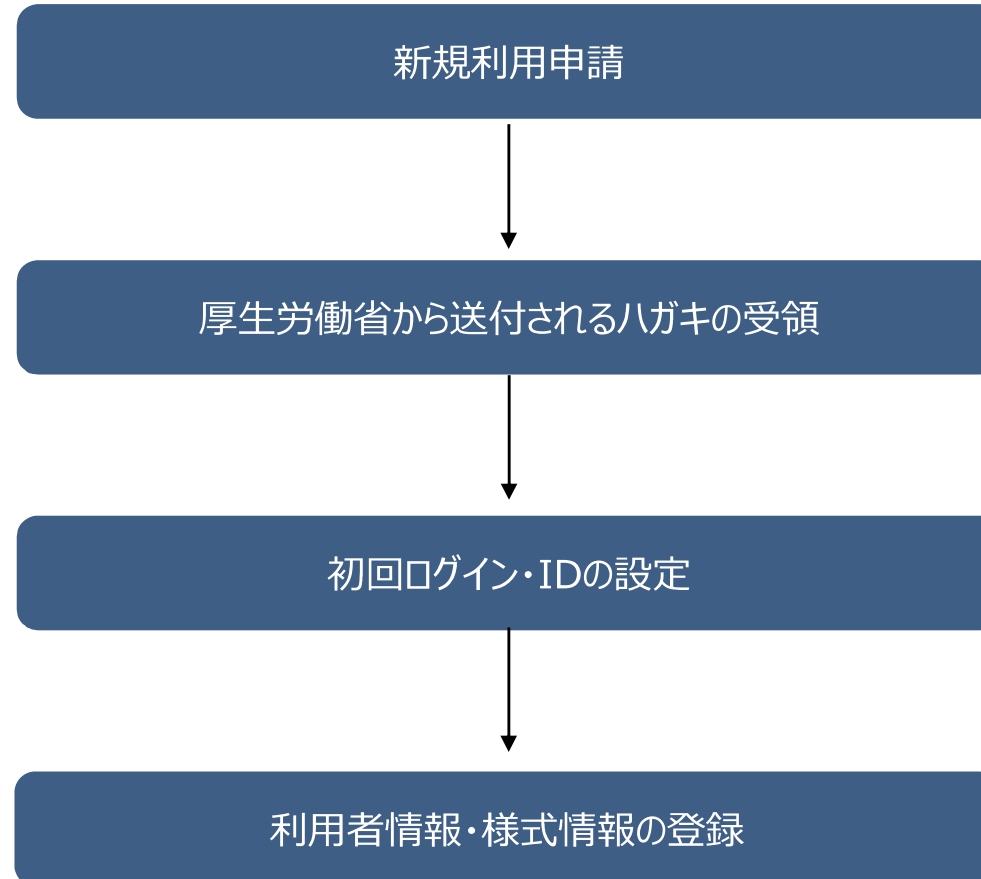 新規利用申請
厚生労働省から送付されるハガキの受領
初回ログイン・IDの設定
利用者情報・様式情報の登録